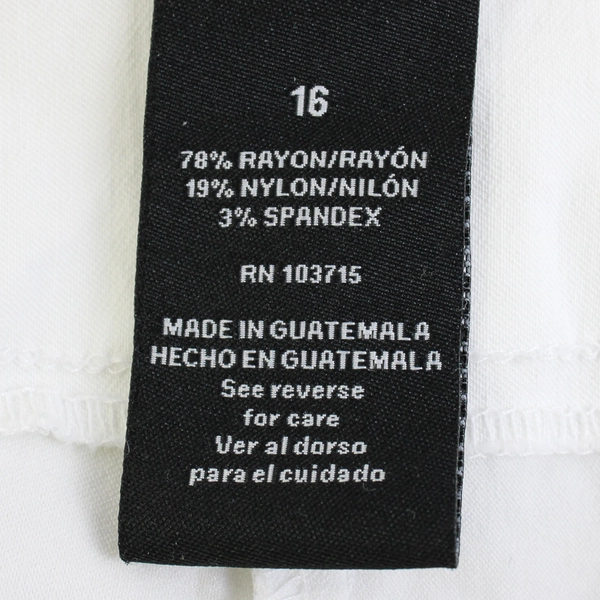 16
78% RAYON/RAYÓN
19% NYLON/NILÓN
3% SPANDEX
RN 103715
MADE IN GUATEMALA
HECHO EN GUATEMALA
See reverse
for care
Ver al dorso
para el cuidado